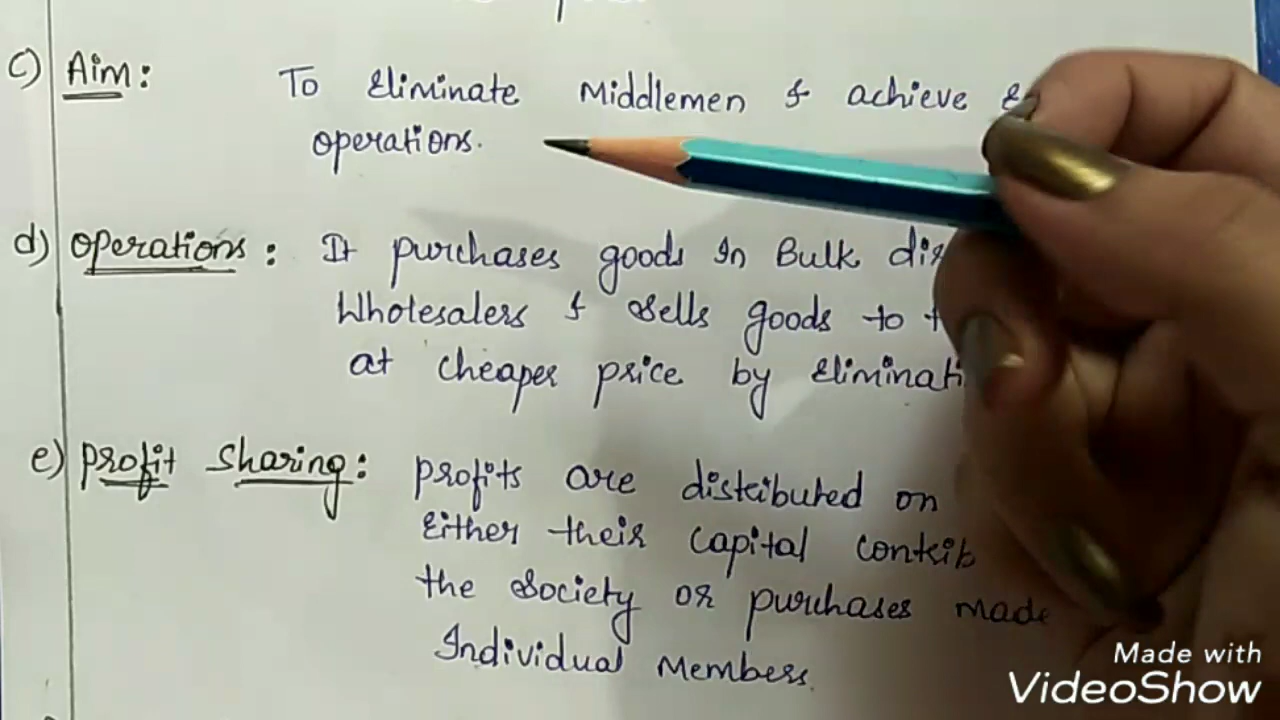 c) Aim: To Eliminate Middlemen & achieve
operations.
d) Operations: It purchases goods In Bulk
Wholesalers & Sells goods to
at cheaper price by
e) Profit Sharing: Profits are distributed on
Either their Capital
the Society or purchases made
Individual Members.
Made with
VideoShow